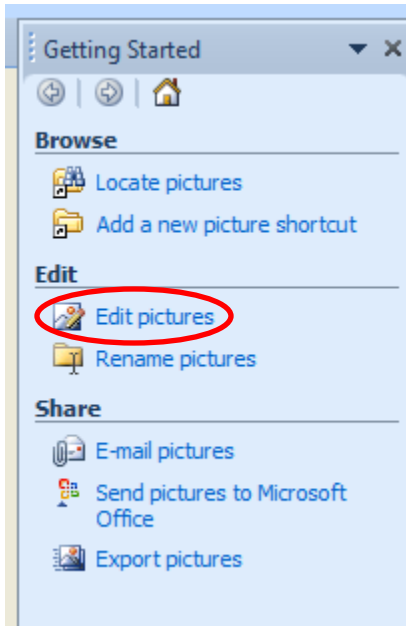 Getting Started
Browse
Locate pictures
Add a new picture shortcut
Edit
Edit pictures
Rename pictures
Share
E-mail pictures
Send pictures to Microsoft
Office
Export pictures